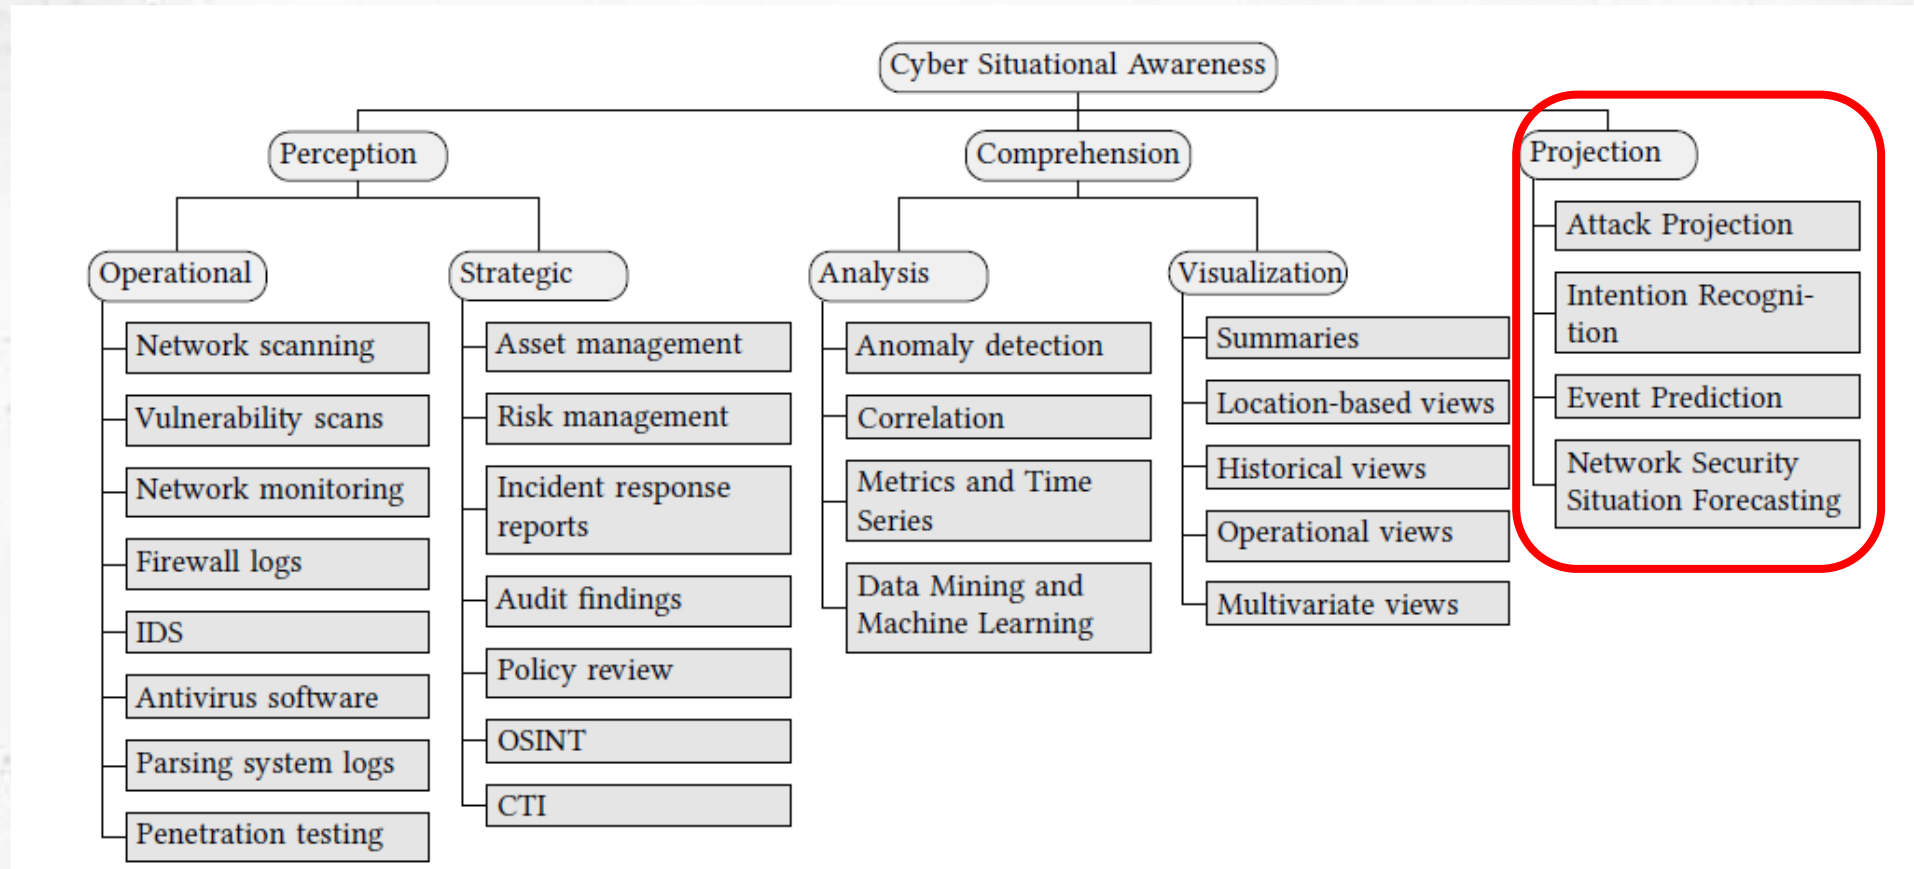 Cyber Situational Awareness
Perception
Comprehension
Projection
Operational
Network scanning
Vulnerability scans
Network monitoring
Firewall logs
IDS
Antivirus software
Parsing system logs
Penetration testing
Strategic
Asset management
Risk management
Incident response
reports
Audit findings
Policy review
OSINT
CTI
Analysis
Anomaly detection
Correlation
Metrics and Time
Series
Data Mining and
Machine Learning
Visualization
Summaries
Location-based views
Historical views
Operational views
Multivariate views
Attack Projection
Intention Recogni-
tion
Event Prediction
Network Security
Situation Forecasting